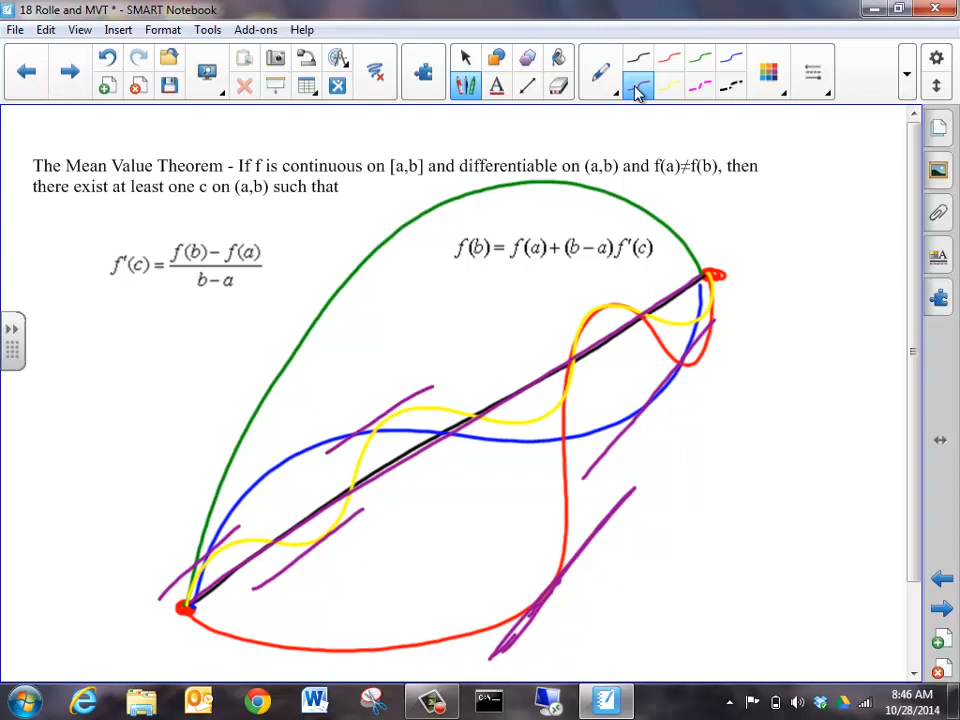 18 Rolle and MVT * - SMART Notebook
File Edit View Insert Format Tools Add-ons Help
The Mean Value Theorem - If f is continuous on [a,b] and differentiable on (a,b) and f(a)≠f(b), then
there exist at least one c on (a,b) such that
f(b) = f(a) + (b − a) f'(c)
f'(c) = f(b) − f(a) / b − a
8:46 AM
10/28/2014